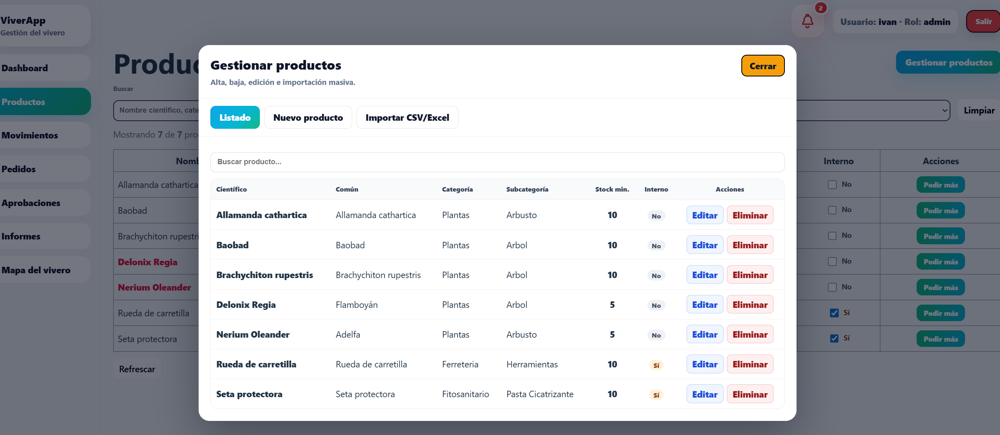 ViverApp
Gestión del vivero
Dashboard
Productos
Movimientos
Pedidos
Aprobaciones
Informes
Mapa del vivero
2
Usuario: ivan · Rol: admin
Salir
Gestionar productos
Buscar
Nombre científico, cate
Limpiar
Mostrando 7 de 7
Interno Acciones
Allamanda cathartica No Pedir más
Baobad No Pedir más
Brachychiton No Pedir más
Delonix Regia No Pedir más
Nerium Oleander No Pedir más
Rueda de carretilla Sí Pedir más
Seta protectora Sí Pedir más
Refrescar
Gestionar productos
Cerrar
Alta, baja, edición e importación masiva.
Listado Nuevo producto Importar CSV/Excel
Buscar producto...
Científico Común Categoría Subcategoría Stock min. Interno Acciones
Allamanda cathartica Allamanda cathartica Plantas Arbusto 10 No Editar Eliminar
Baobad Baobad Plantas Arbol 10 No Editar Eliminar
Brachychiton rupestris Brachychiton rupestris Plantas Arbol 10 No Editar Eliminar
Delonix Regia Flamboyán Plantas Arbol 5 No Editar Eliminar
Nerium Oleander Adelfa Plantas Arbusto 5 No Editar Eliminar
Rueda de carretilla Rueda de carretilla Ferreteria Herramientas 10 Sí Editar Eliminar
Seta protectora Seta protectora Fitosanitario Pasta Cicatrizante 10 Sí Editar Eliminar